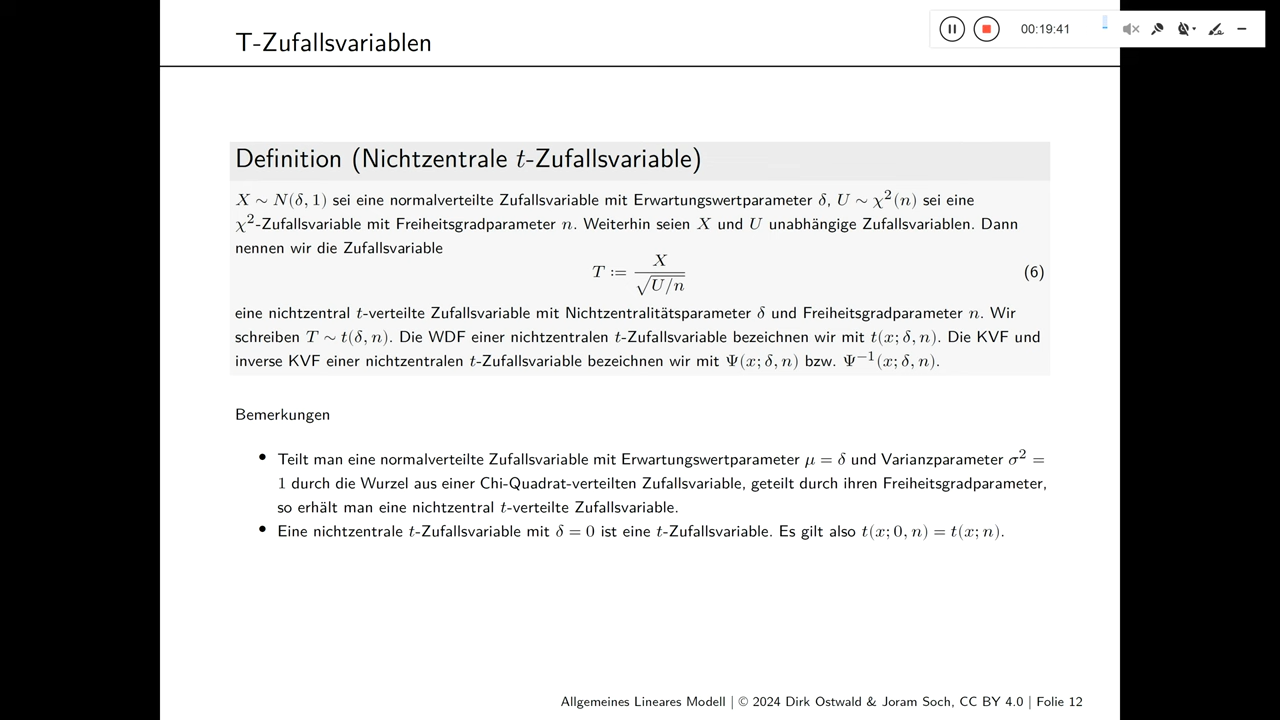 T-Zufallsvariablen
00:19:41
Definition (Nichtzentrale t-Zufallsvariable)
X ∼ N(δ, 1) sei eine normalverteilte Zufallsvariable mit Erwartungswertparameter δ, U ∼ χ²(n) sei eine
χ²-Zufallsvariable mit Freiheitsgradparameter n. Weiterhin seien X und U unabhängige Zufallsvariablen. Dann
nennen wir die Zufallsvariable
T := X / √(U/n) (6)
eine nichtzentral t-verteilte Zufallsvariable mit Nichtzentralitätsparameter δ und Freiheitsgradparameter n. Wir
schreiben T ∼ t(δ, n). Die WDF einer nichtzentralen t-Zufallsvariable bezeichnen wir mit t(x; δ, n). Die KVF und
inverse KVF einer nichtzentralen t-Zufallsvariable bezeichnen wir mit Ψ(x; δ, n) bzw. Ψ⁻¹(x; δ, n).
Bemerkungen
• Teilt man eine normalverteilte Zufallsvariable mit Erwartungswertparameter μ = δ und Varianzparameter σ² =
1 durch die Wurzel aus einer Chi-Quadrat-verteilten Zufallsvariable, geteilt durch ihren Freiheitsgradparameter,
so erhält man eine nichtzentral t-verteilte Zufallsvariable.
• Eine nichtzentrale t-Zufallsvariable mit δ = 0 ist eine t-Zufallsvariable. Es gilt also t(x; 0, n) = t(x; n).
Allgemeines Lineares Modell | © 2024 Dirk Ostwald & Joram Soch, CC BY 4.0 | Folie 12